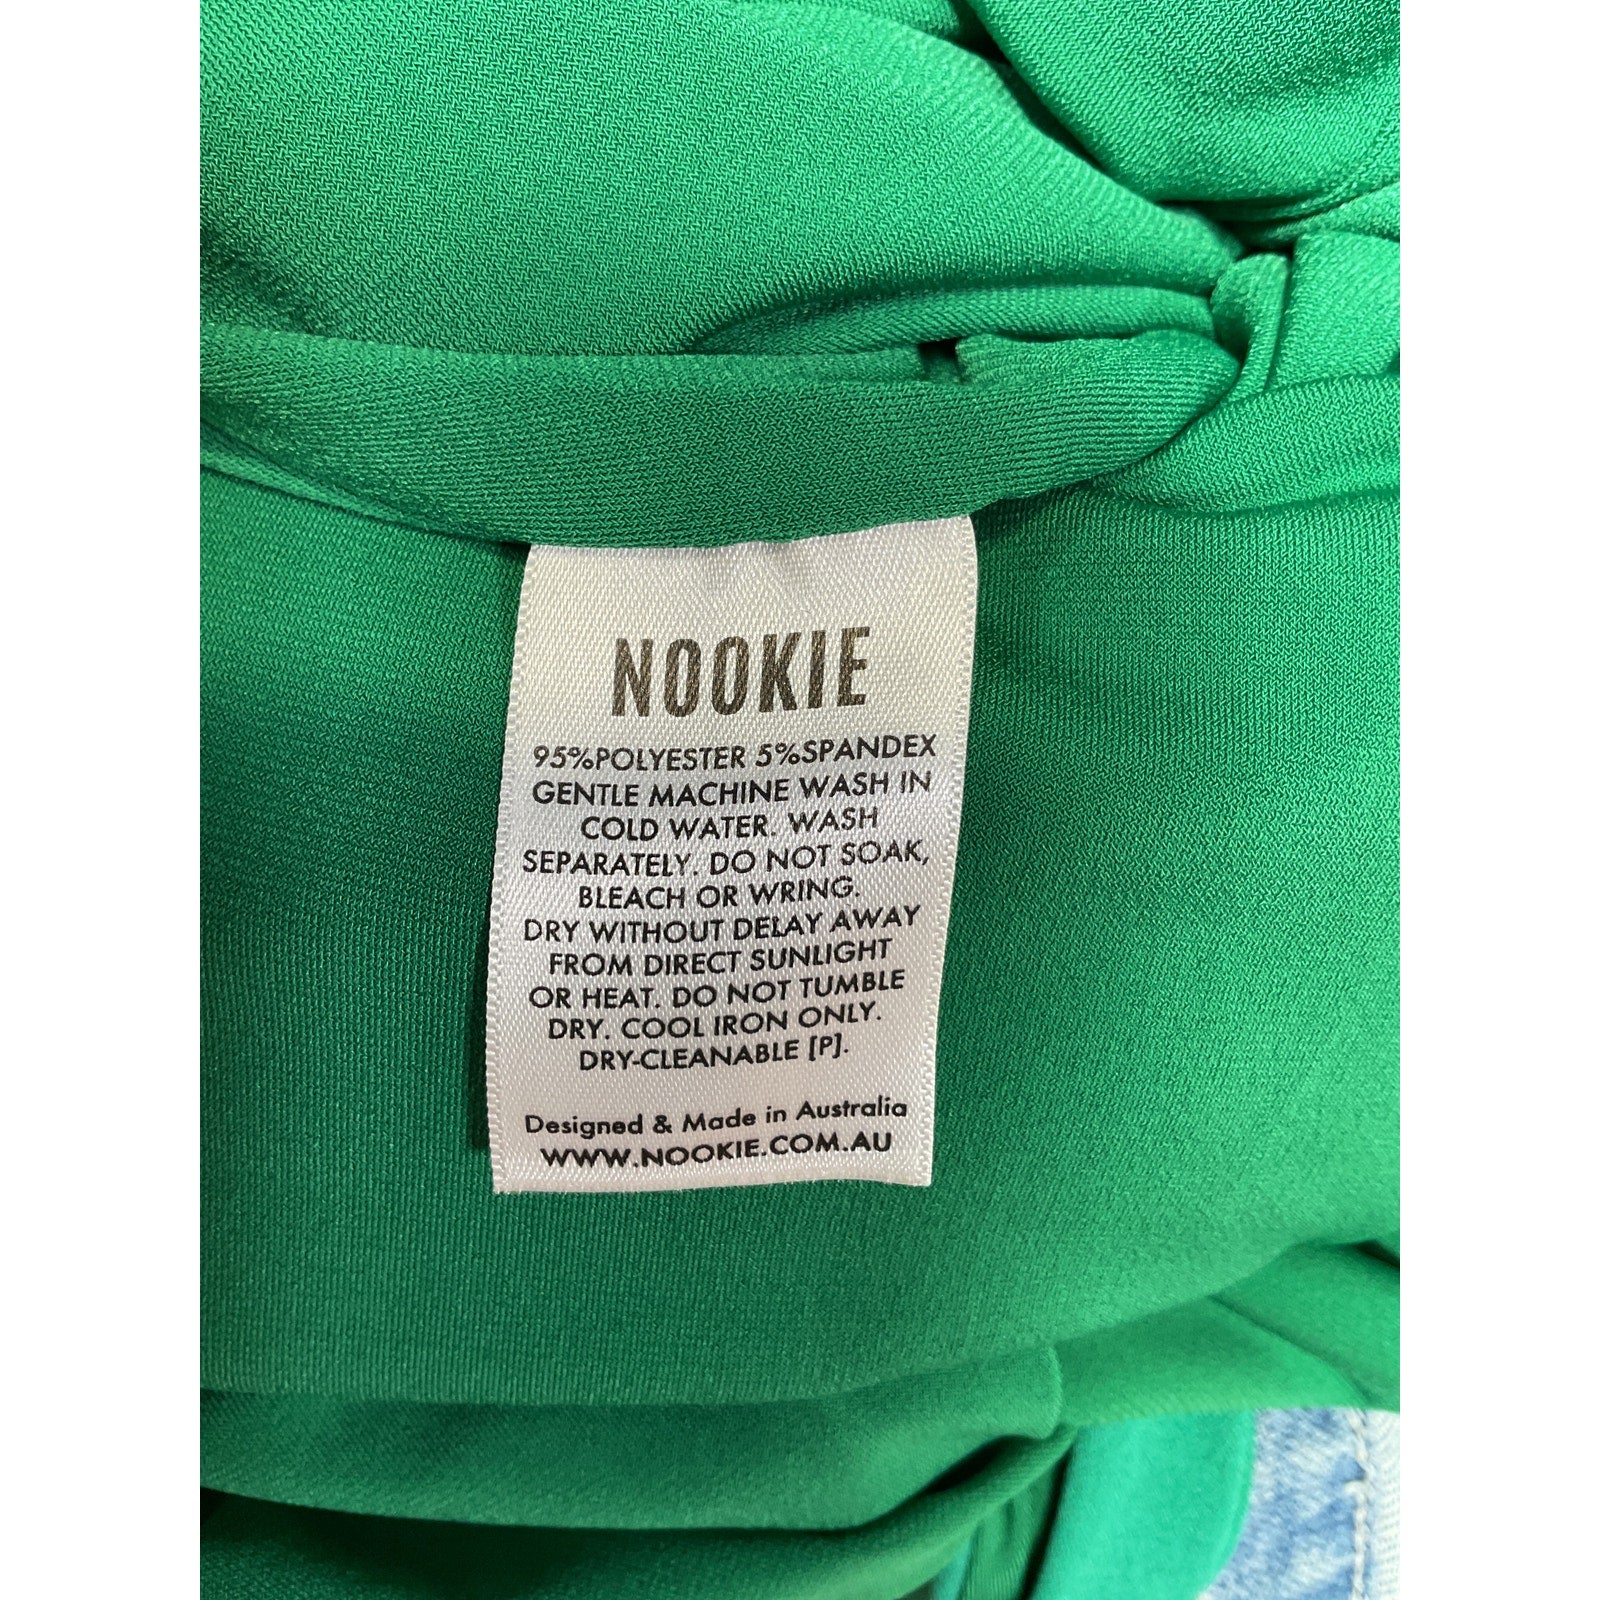 NOOKIE
95%POLYESTER 5%SPANDEX
GENTLE MACHINE WASH IN
COLD WATER. WASH
SEPARATELY. DO NOT SOAK,
BLEACH OR WRING.
DRY WITHOUT DELAY AWAY
FROM DIRECT SUNLIGHT
OR HEAT. DO NOT TUMBLE
DRY. COOL IRON ONLY.
DRY-CLEANABLE [P].
Designed & Made in Australia
WWW.NOOKIE.COM.AU